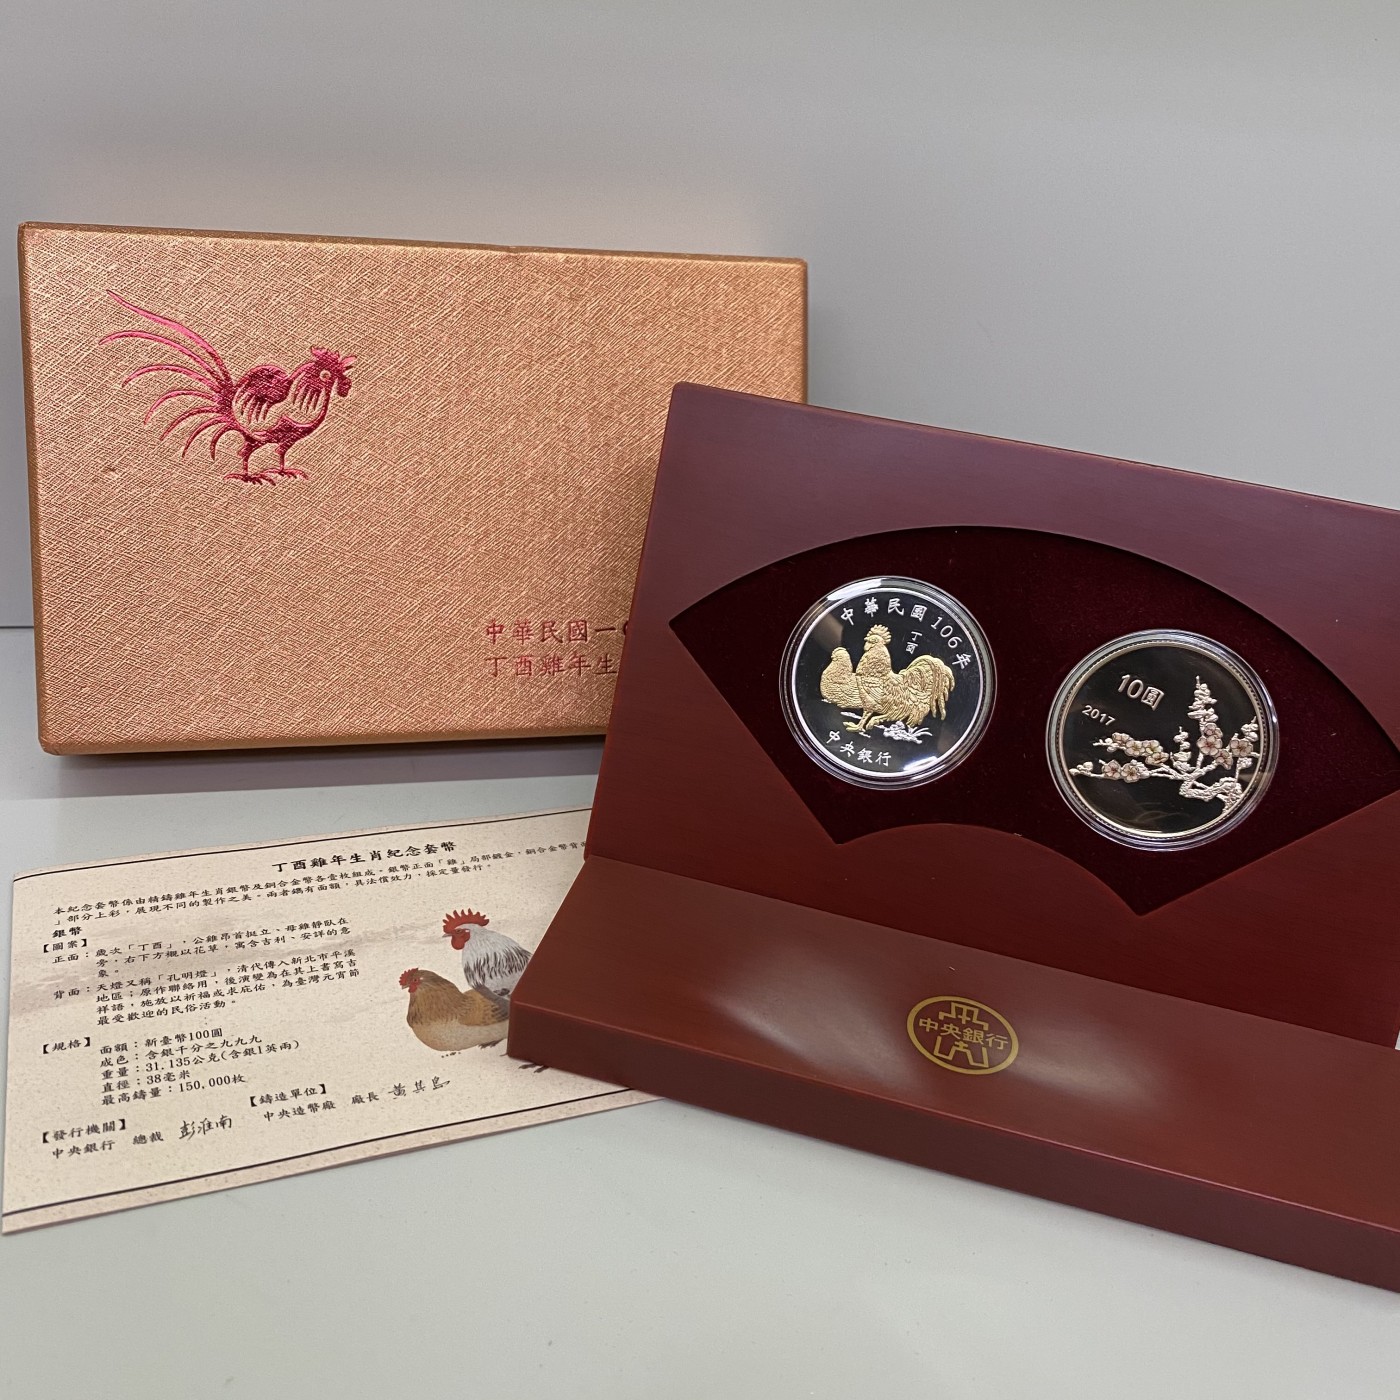 中華民國一
丁酉雞年生
中華民國106年
丁酉
中央銀行
10圓
2017
中央銀行
丁酉雞年生肖紀念套幣
本紀念套幣係由精鑄雞年生肖銀幣及銅合金幣各壹枚組成。銀幣正面「雞」局部鍍金,銅合金幣背
」部分上彩,展現不同的製作之美。兩者鐫有面額,具法償效力,採定量發行。
銀幣
【圖案】
正面:歲次「丁酉」,公雞昂首挺立、母雞靜臥在
旁,右下方襯以花草,寓含吉利、安詳的意
象。
背面:天燈又稱「孔明燈」,清代傳入新北市平溪
地區;原作聯絡用,後演變為在其上書寫吉
祥語,施放以祈福或求庇佑,為臺灣元宵節
最受歡迎的民俗活動。
【規格】
面額:新臺幣100圓
成色:含銀千分之九九九
重量:31.135公克(含銀1英兩)
直徑:38毫米
最高鑄量:150,000枚
【鑄造單位】
中央造幣廠 廠長
【發行機關】
中央銀行 總裁 彭淮南